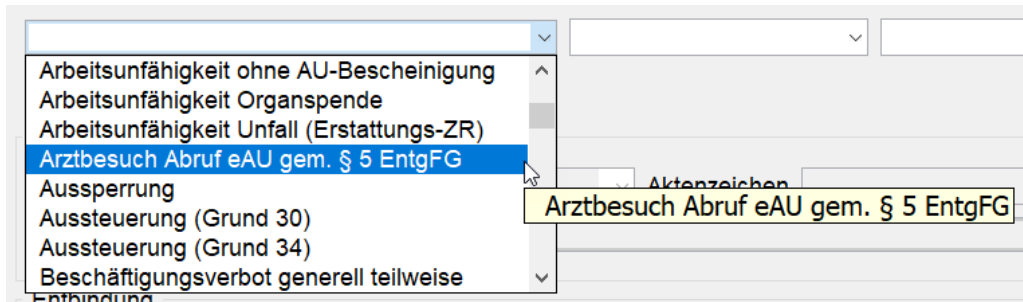 Arbeitsunfähigkeit ohne AU-Bescheinigung
Arbeitsunfähigkeit Organspende
Arbeitsunfähigkeit Unfall (Erstattungs-ZR)
Arztbesuch Abruf eAU gem. § 5 EntgFG
Aussperrung
Aktenzeichen
Arztbesuch Abruf eAU gem. § 5 EntgFG
Aussteuerung (Grund 30)
Aussteuerung (Grund 34)
Beschäftigungsverbot generell teilweise
Entbindung